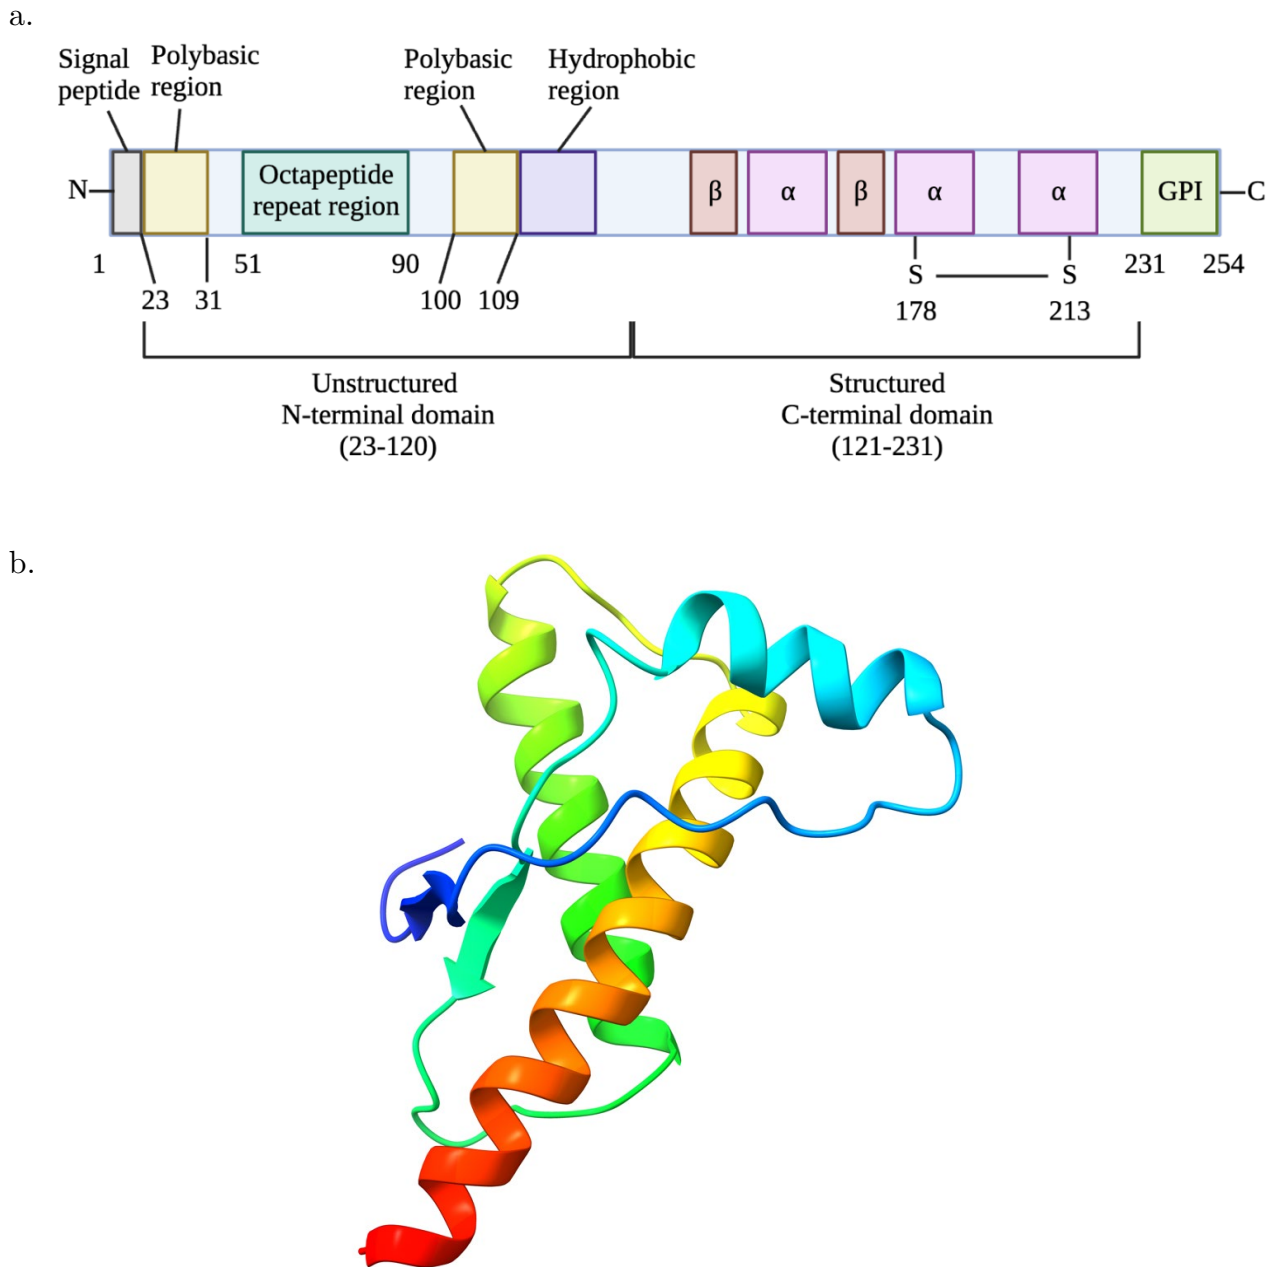 a.
Signal
peptide
Polybasic
region
Polybasic
region
Hydrophobic
region
N
Octapeptide
repeat region
β
α
β
α
α
GPI
C
1
23
31
51
90
100
109
S
S
178
213
231
254
Unstructured
N-terminal domain
(23-120)
Structured
C-terminal domain
(121-231)
b.